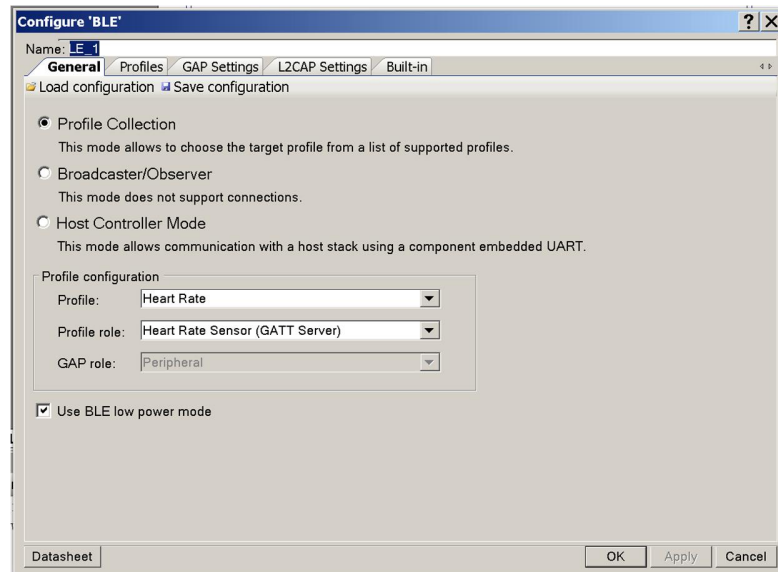 Configure 'BLE'
Name: LE_1
General Profiles GAP Settings L2CAP Settings Built-in
Load configuration Save configuration
Profile Collection
This mode allows to choose the target profile from a list of supported profiles.
Broadcaster/Observer
This mode does not support connections.
Host Controller Mode
This mode allows communication with a host stack using a component embedded UART.
Profile configuration
Profile: Heart Rate
Profile role: Heart Rate Sensor (GATT Server)
GAP role: Peripheral
Use BLE low power mode
Datasheet OK Apply Cancel